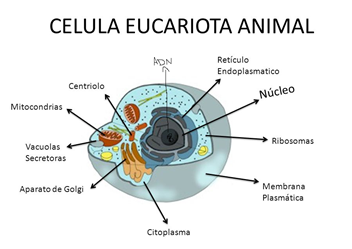 CELULA EUCARIOTA ANIMAL
ADN
Retículo
Endoplasmatico
Centriolo
Núcleo
Mitocondrias
Ribosomas
Vacuolas
Secretoras
Aparato de Golgi
Membrana
Plasmática
Citoplasma